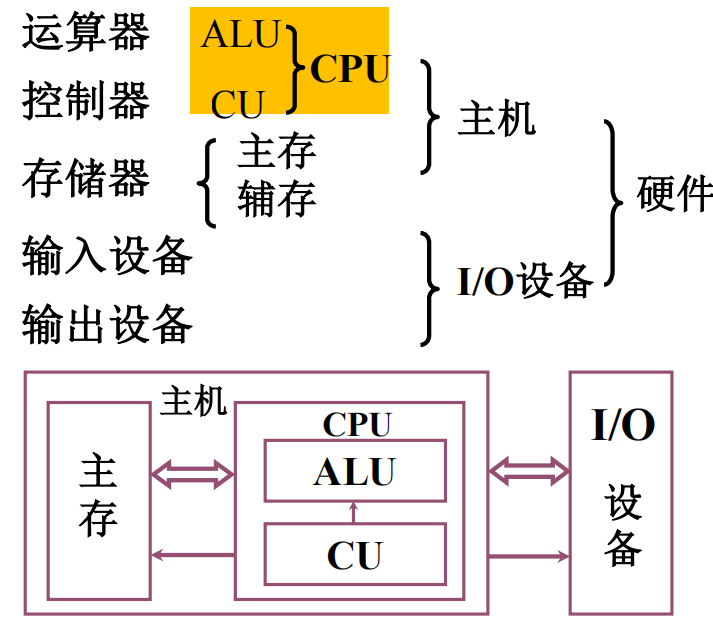 运算器 ALU
CPU
控制器 CU
主机
存储器 主存
辅存
硬件
输入设备
I/O设备
输出设备
主机
CPU
主存
ALU
CU
I/O
设备